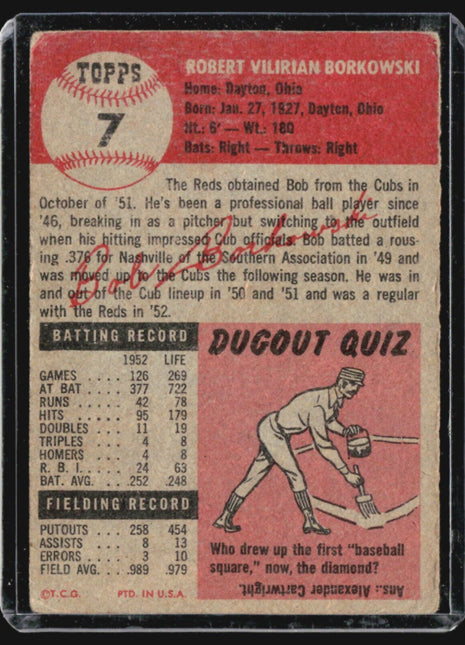 TOPPS
7
ROBERT VILIRIAN BORKOWSKI
Home: Dayton, Ohio
Born: Jan. 27, 1927, Dayton, Ohio
Ht.: 6' — Wt.: 180
Bats: Right — Throws: Right
The Reds obtained Bob from the Cubs in
October of '51. He's been a professional ball player since
'46, breaking in as a pitcher but switching to the outfield
when his hitting impressed Cub officials. Bob batted a rous-
ing .376 for Nashville of the Southern Association in '49 and
was moved up to the Cubs the following season. He was in
and out of the Cub lineup in '50 and '51 and was a regular
with the Reds in '52.
Bob Borkowski
BATTING RECORD
1952 LIFE
GAMES .... 126 269
AT BAT .... 377 722
RUNS .... 42 78
HITS .... 95 179
DOUBLES .... 11 19
TRIPLES .... 4 8
HOMERS .... 4 8
R. B. I. .... 24 63
BAT. AVG. ... .252 .248
FIELDING RECORD
PUTOUTS .... 258 454
ASSISTS .... 8 13
ERRORS .... 3 10
FIELD AVG. ... .989 .979
©T.C.G. PTD. IN U.S.A.
DUGOUT QUIZ
Who drew up the first "baseball
square," now, the diamond?
Ans.: Alexander Cartwright.